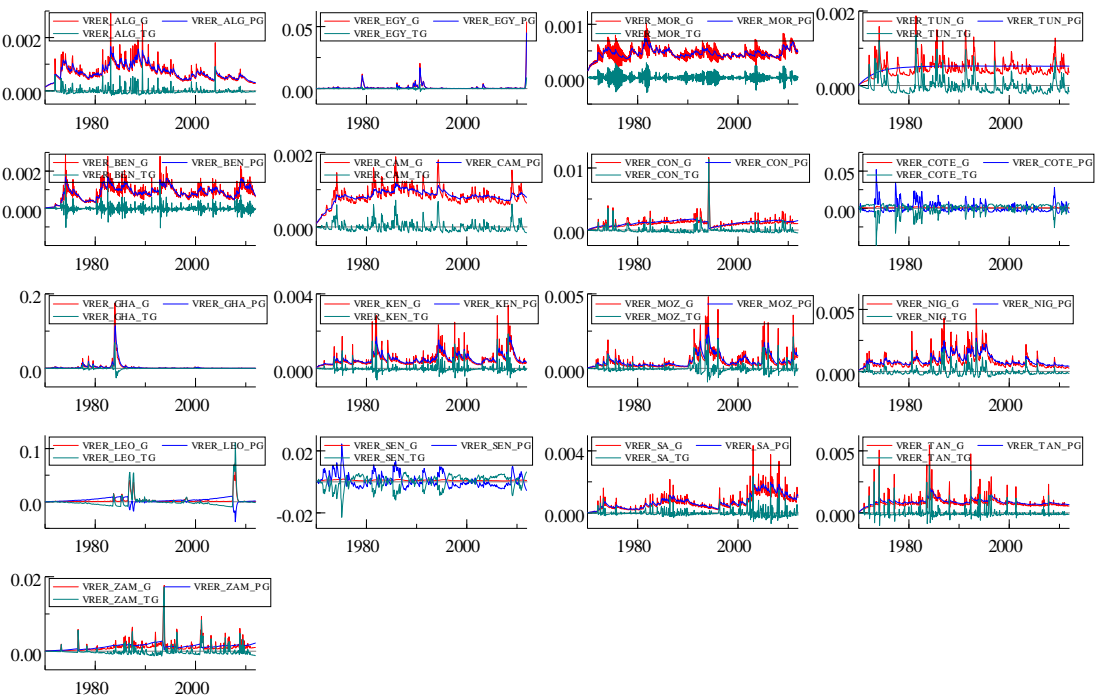 VRER_ALG_G VRER_ALG_PG
VRER_ALG_TG
0.002
0.000
1980 2000
VRER_EGY_G VRER_EGY_PG
VRER_EGY_TG
0.05
0.00
1980 2000
VRER_MOR_G VRER_MOR_PG
VRER_MOR_TG
0.001
0.000
1980 2000
VRER_TUN_G VRER_TUN_PG
VRER_TUN_TG
0.002
0.000
1980 2000
VRER_BEN_G VRER_BEN_PG
VRER_BEN_TG
0.002
0.000
1980 2000
VRER_CAM_G VRER_CAM_PG
VRER_CAM_TG
0.002
0.000
1980 2000
VRER_CON_G VRER_CON_PG
VRER_CON_TG
0.01
0.00
1980 2000
VRER_COTE_G VRER_COTE_PG
VRER_COTE_TG
0.05
0.00
1980 2000
VRER_GHA_G VRER_GHA_PG
VRER_GHA_TG
0.2
0.0
1980 2000
VRER_KEN_G VRER_KEN_PG
VRER_KEN_TG
0.004
0.000
1980 2000
VRER_MOZ_G VRER_MOZ_PG
VRER_MOZ_TG
0.005
0.000
1980 2000
VRER_NIG_G VRER_NIG_PG
VRER_NIG_TG
0.005
0.000
1980 2000
VRER_LEO_G VRER_LEO_PG
VRER_LEO_TG
0.1
0.0
1980 2000
VRER_SEN_G VRER_SEN_PG
VRER_SEN_TG
0.02
-0.02
1980 2000
VRER_SA_G VRER_SA_PG
VRER_SA_TG
0.004
0.000
1980 2000
VRER_TAN_G VRER_TAN_PG
VRER_TAN_TG
0.005
0.000
1980 2000
VRER_ZAM_G VRER_ZAM_PG
VRER_ZAM_TG
0.02
0.00
1980 2000